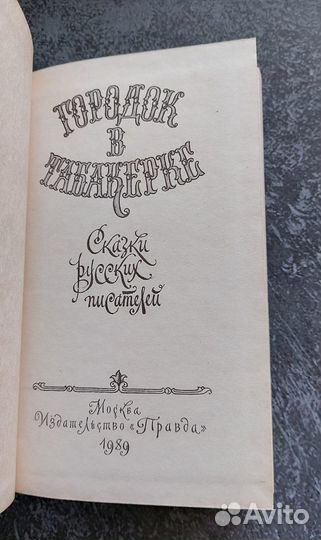 ГОРОДОК
В
ТАБАКЕРКЕ
Сказки
русских
писателей
Москва
Издательство «Правда»
1989
Avito